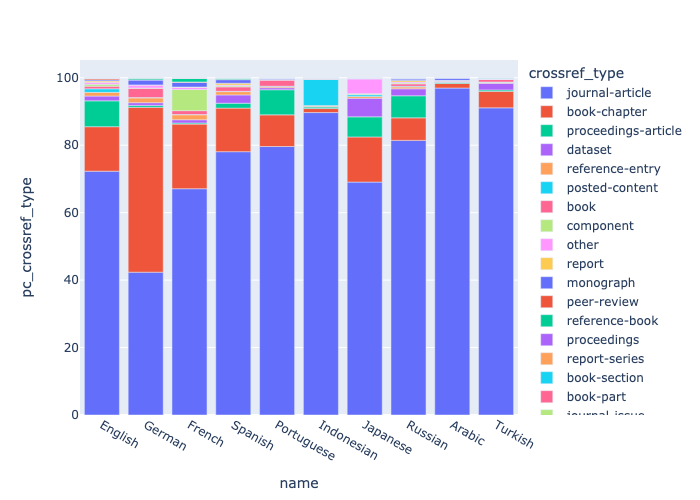 crossref_type
journal-article
book-chapter
proceedings-article
dataset
reference-entry
posted-content
book
component
other
report
monograph
peer-review
reference-book
proceedings
report-series
book-section
book-part
journal-issue
100
80
60
40
20
0
pc_crossref_type
English
German
French
Spanish
Portuguese
Indonesian
Japanese
Russian
Arabic
Turkish
name